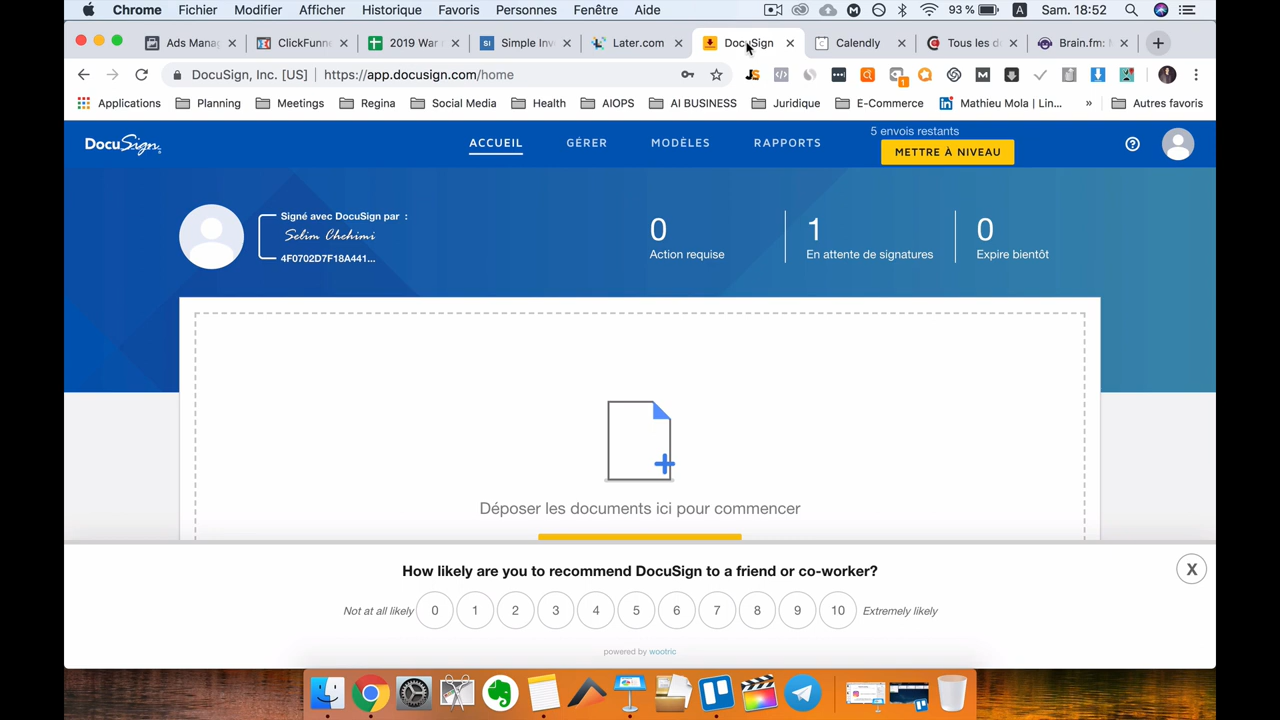 Chrome Fichier Modifier Afficher Historique Favoris Personnes Fenêtre Aide 93 % A Sam. 18:52
Ads Mana ClickFunne 2019 War Simple Inv Later.com DocuSign Calendly Tous les d Brain.fm: M
DocuSign, Inc. [US] https://app.docusign.com/home
Applications Planning Meetings Regina Social Media Health AIOPS AI BUSINESS Juridique E-Commerce Mathieu Mola | Lin... » Autres favoris
DocuSign ACCUEIL GÉRER MODÈLES RAPPORTS 5 envois restants
METTRE À NIVEAU
Signé avec DocuSign par :
Selim Chehimi
4F0702D7F18A441...
0 1 0
Action requise En attente de signatures Expire bientôt
Déposer les documents ici pour commencer
How likely are you to recommend DocuSign to a friend or co-worker? X
Not at all likely 0 1 2 3 4 5 6 7 8 9 10 Extremely likely
powered by wootric